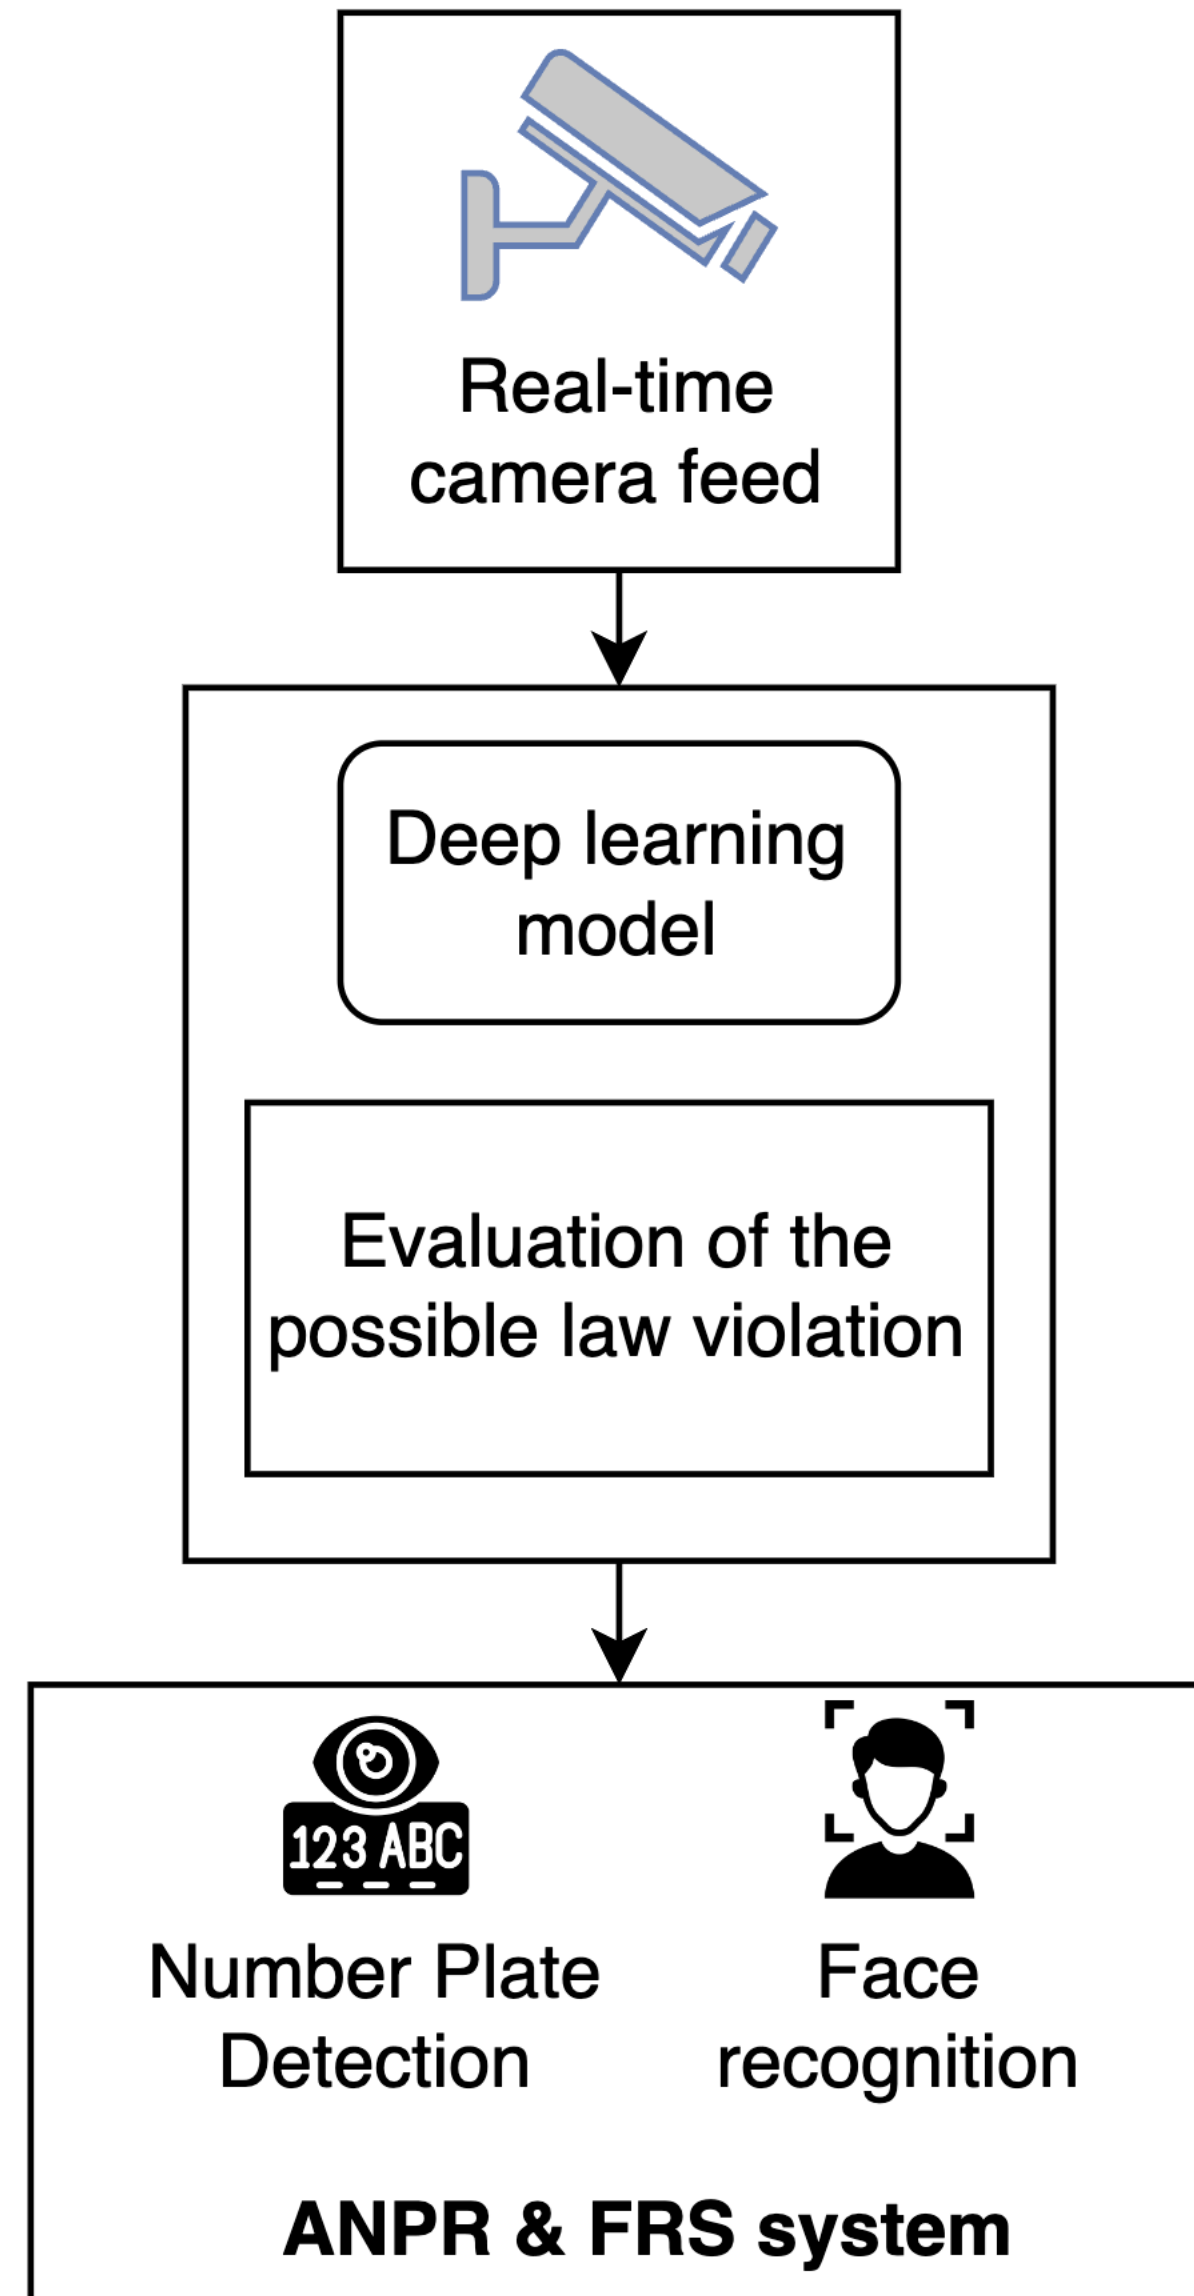 Real-time
camera feed
Deep learning
model
Evaluation of the
possible law violation
123 ABC
Number Plate
Detection
Face
recognition
ANPR & FRS system